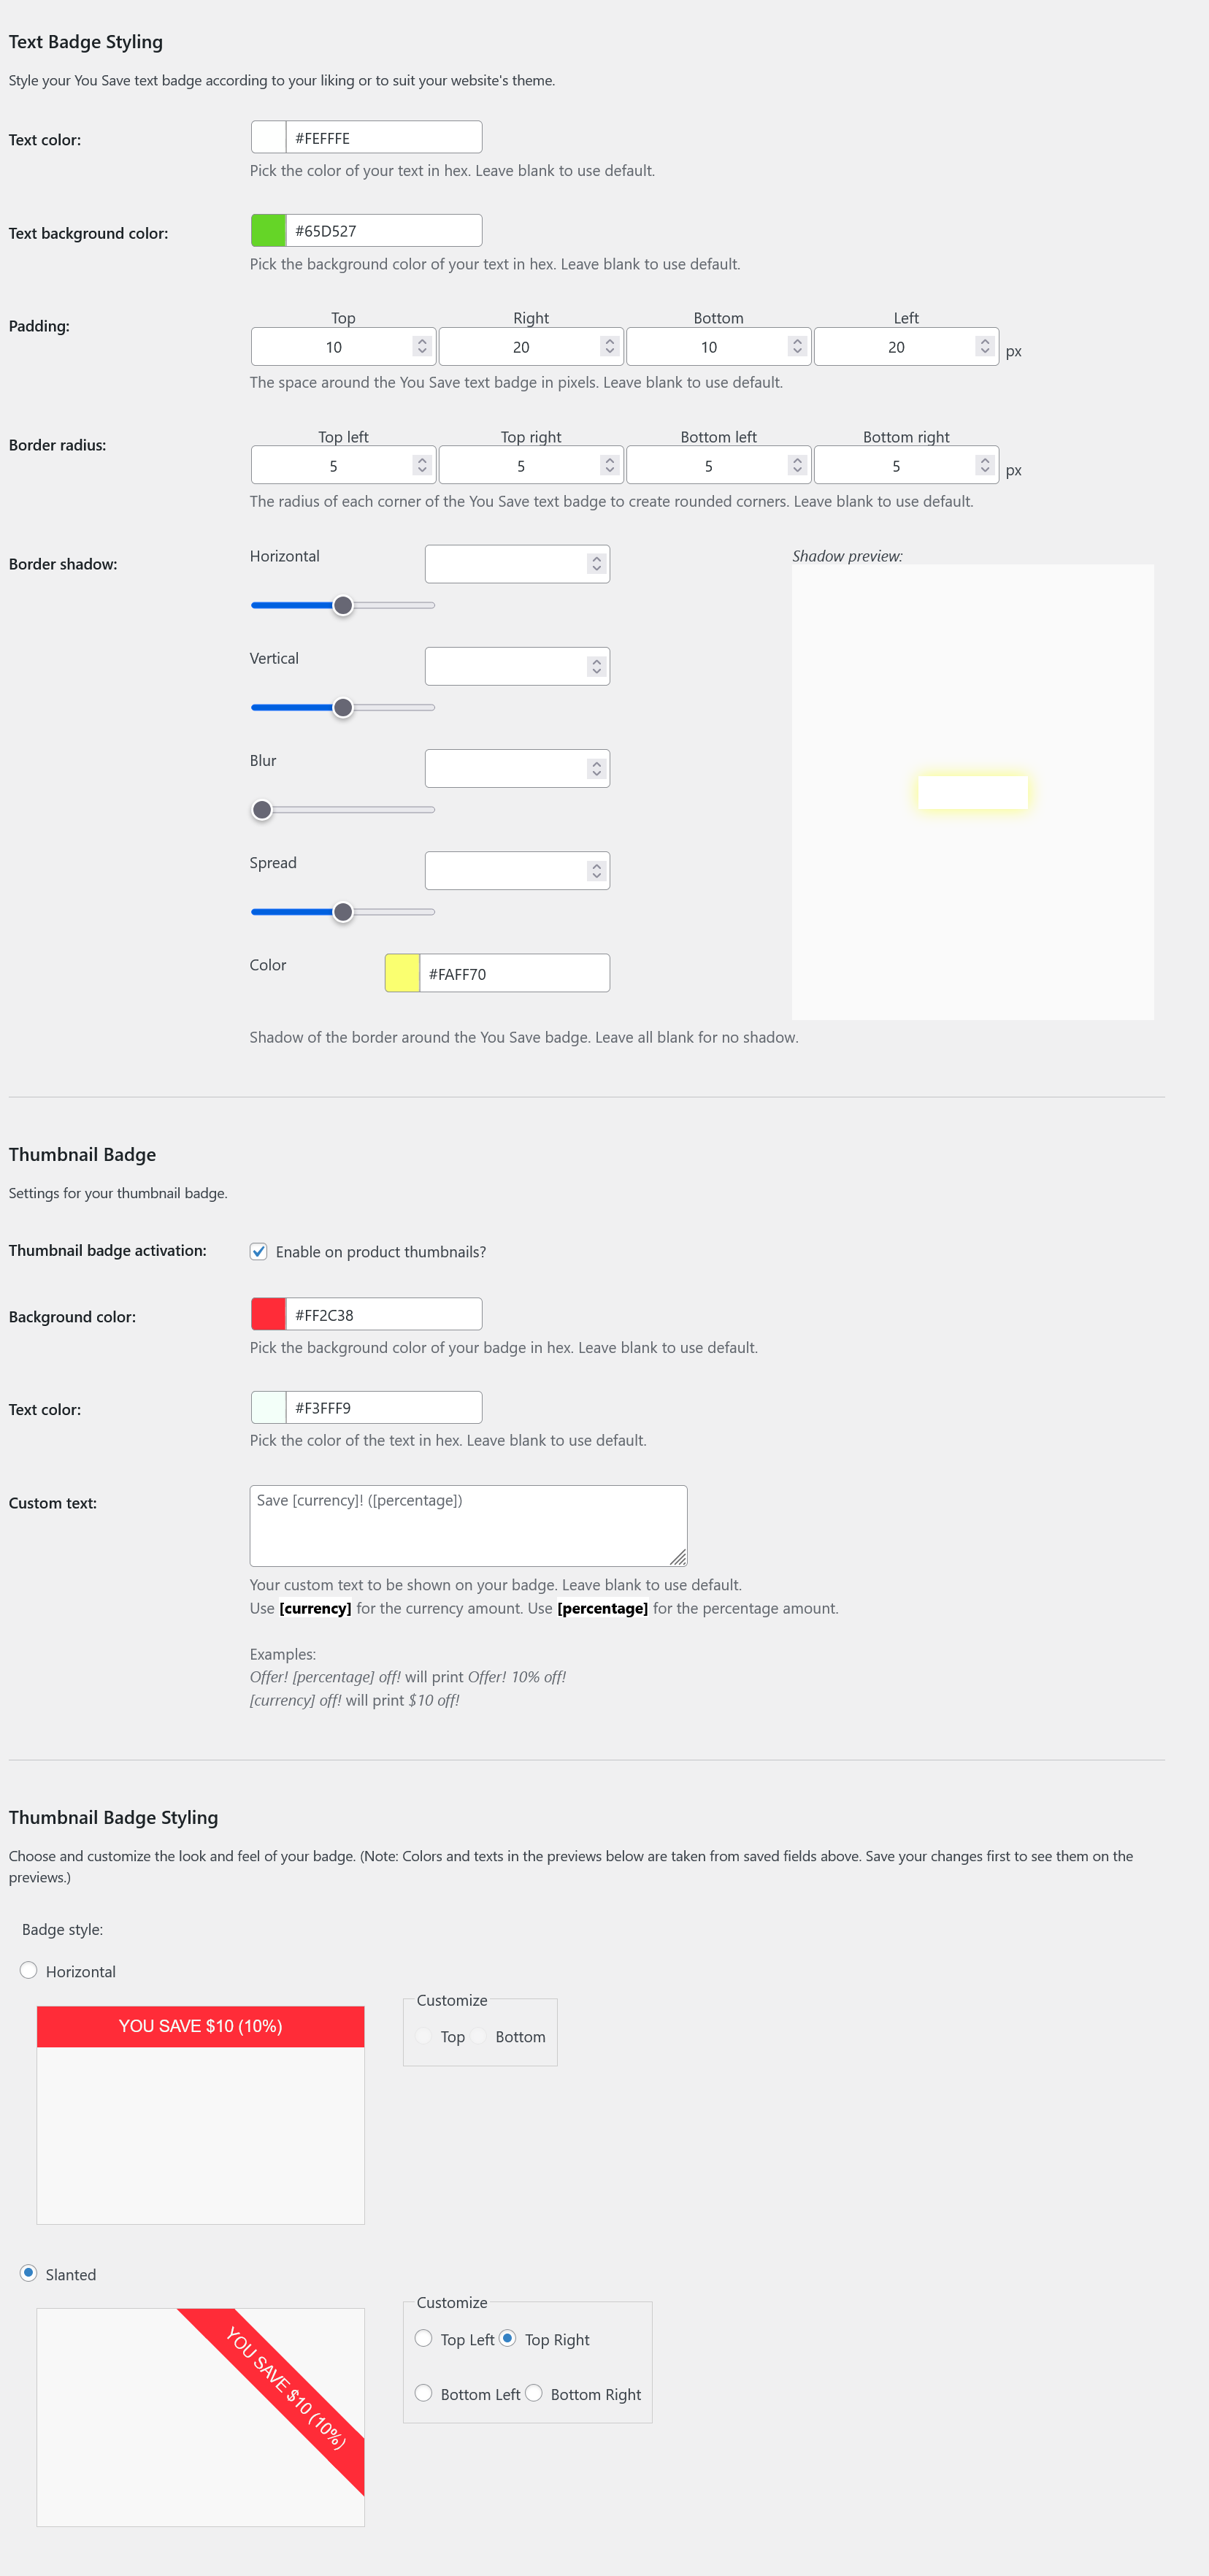 Text Badge Styling
Style your You Save text badge according to your liking or to suit your website's theme.
Text color:
#FEFFFE
Pick the color of your text in hex. Leave blank to use default.
Text background color:
#65D527
Pick the background color of your text in hex. Leave blank to use default.
Padding:
Top Right Bottom Left
10 20 10 20 px
The space around the You Save text badge in pixels. Leave blank to use default.
Border radius:
Top left Top right Bottom left Bottom right
5 5 5 5 px
The radius of each corner of the You Save text badge to create rounded corners. Leave blank to use default.
Border shadow:
Horizontal
Shadow preview:
Vertical
Blur
Spread
Color
#FAFF70
Shadow of the border around the You Save badge. Leave all blank for no shadow.
Thumbnail Badge
Settings for your thumbnail badge.
Thumbnail badge activation:
Enable on product thumbnails?
Background color:
#FF2C38
Pick the background color of your badge in hex. Leave blank to use default.
Text color:
#F3FFF9
Pick the color of the text in hex. Leave blank to use default.
Custom text:
Save [currency]! ([percentage])
Your custom text to be shown on your badge. Leave blank to use default.
Use [currency] for the currency amount. Use [percentage] for the percentage amount.
Examples:
Offer! [percentage] off! will print Offer! 10% off!
[currency] off! will print $10 off!
Thumbnail Badge Styling
Choose and customize the look and feel of your badge. (Note: Colors and texts in the previews below are taken from saved fields above. Save your changes first to see them on the
previews.)
Badge style:
Horizontal
YOU SAVE $10 (10%)
Customize
Top Bottom
Slanted
YOU SAVE $10 (10%)
Customize
Top Left Top Right
Bottom Left Bottom Right